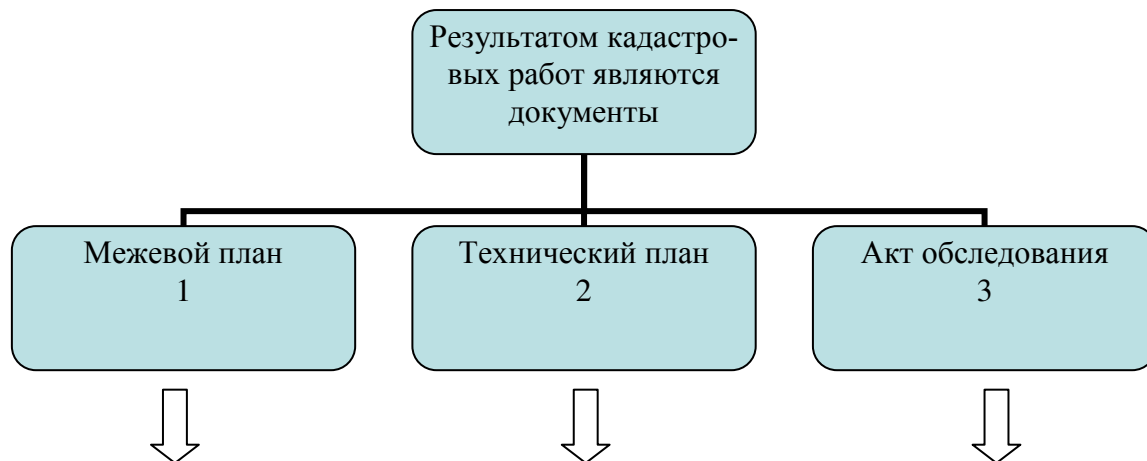 Результатом кадастро-
вых работ являются
документы
Межевой план
1
Технический план
2
Акт обследования
3